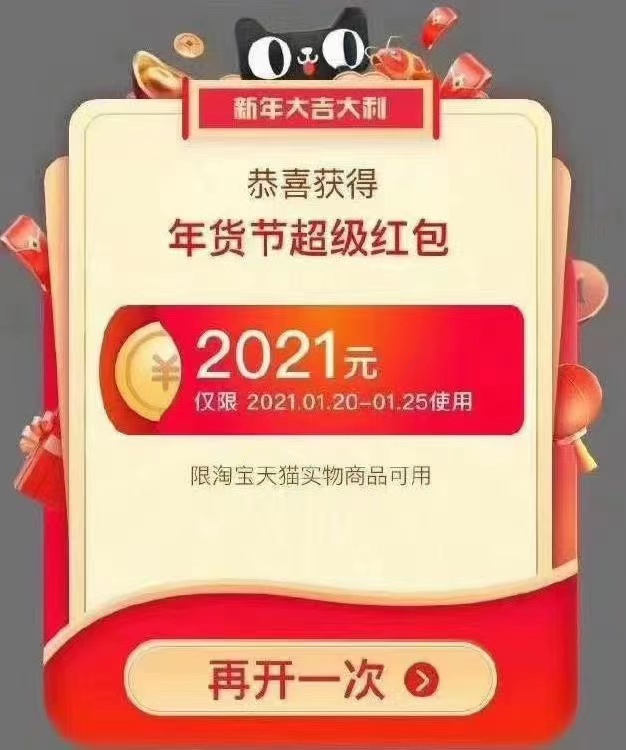 新年大吉大利
恭喜获得
年货节超级红包
¥
2021元
仅限 2021.01.20-01.25使用
限淘宝天猫实物商品可用
再开一次